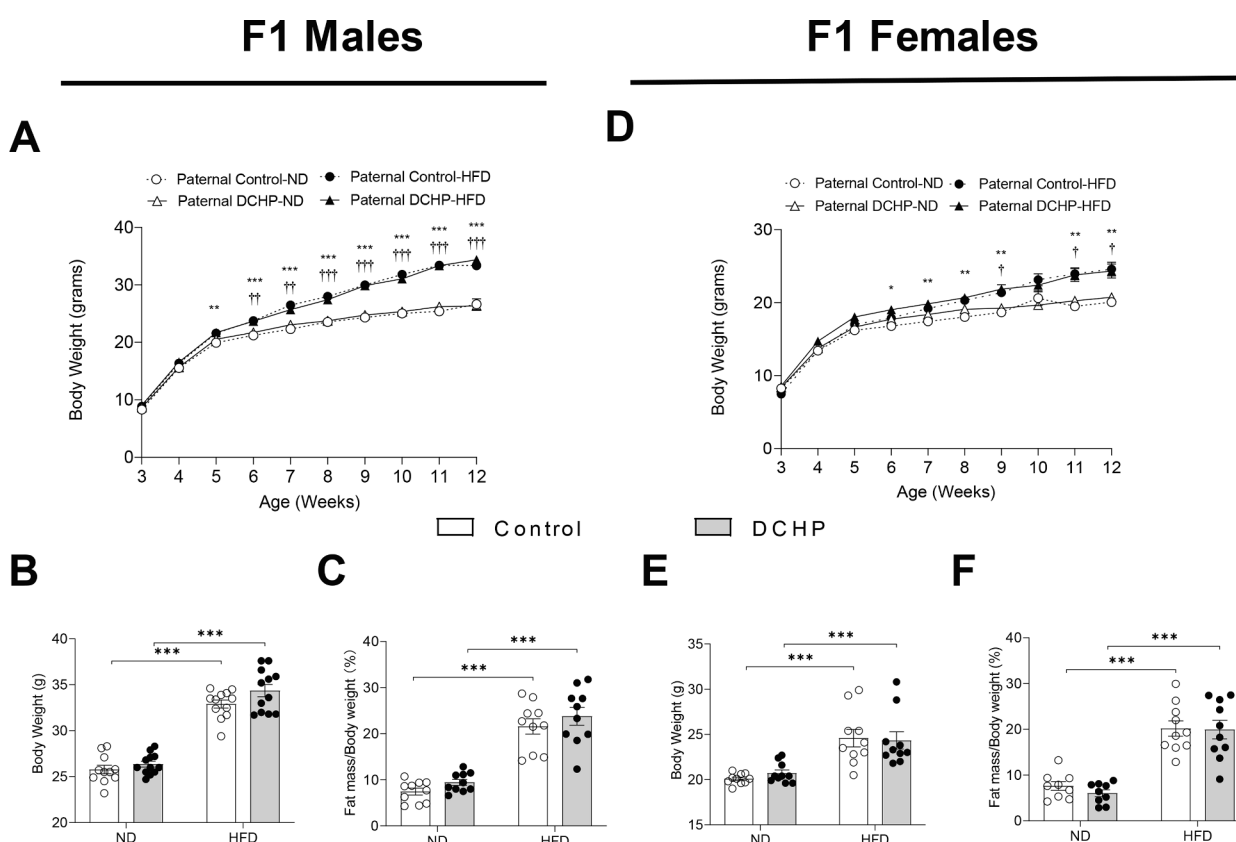 F1 Males
F1 Females
A
Paternal Control-ND
Paternal Control-HFD
Paternal DCHP-ND
Paternal DCHP-HFD
Body Weight (grams)
40
30
20
10
0
** *** *** *** *** *** *** ***
†† †† ††† ††† ††† ††† †††
3 4 5 6 7 8 9 10 11 12
Age (Weeks)
D
Paternal Control-ND
Paternal Control-HFD
Paternal DCHP-ND
Paternal DCHP-HFD
Body Weight (grams)
30
20
10
0
* ** ** ** ** **
† † †
3 4 5 6 7 8 9 10 11 12
Age (Weeks)
Control
DCHP
B
Body Weight (g)
40
35
30
25
20
***
***
ND HFD
C
Fat mass/Body weight (%)
40
30
20
10
0
***
***
ND HFD
E
Body Weight (g)
35
30
25
20
15
***
***
ND HFD
F
Fat mass/Body weight (%)
40
30
20
10
0
***
***
ND HFD